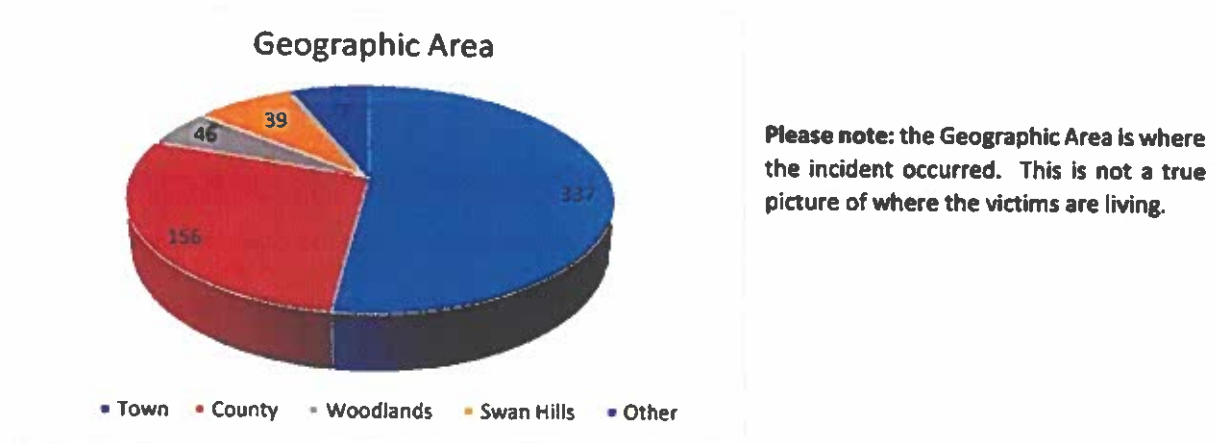 Geographic Area
39
46
337
156
Town County Woodlands Swan Hills Other
Please note: the Geographic Area is where
the incident occurred. This is not a true
picture of where the victims are living.